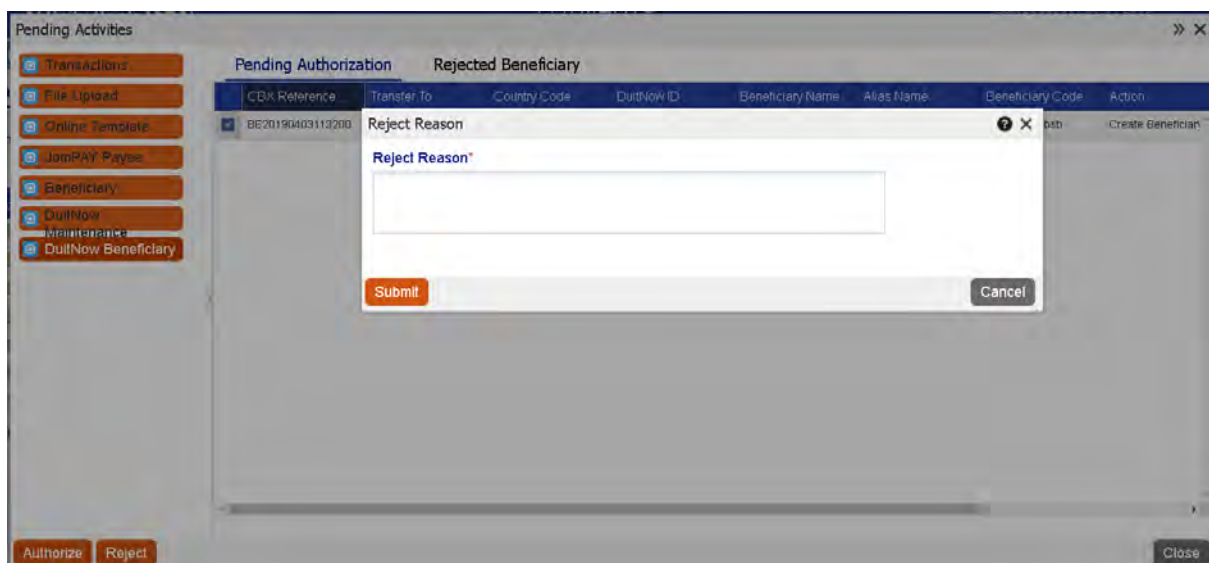 Pending Activities
Transactions
File Upload
Online Template
JomPAY Payee
Beneficiary
DuitNow
Maintenance
DuitNow Beneficiary
Pending Authorization Rejected Beneficiary
CBX Reference Transfer To Country Code DuitNow ID Beneficiary Name Alias Name Beneficiary Code Action
BE20190403113200 Create Benefician
Reject Reason
Reject Reason*
Submit Cancel
Authorize Reject Close